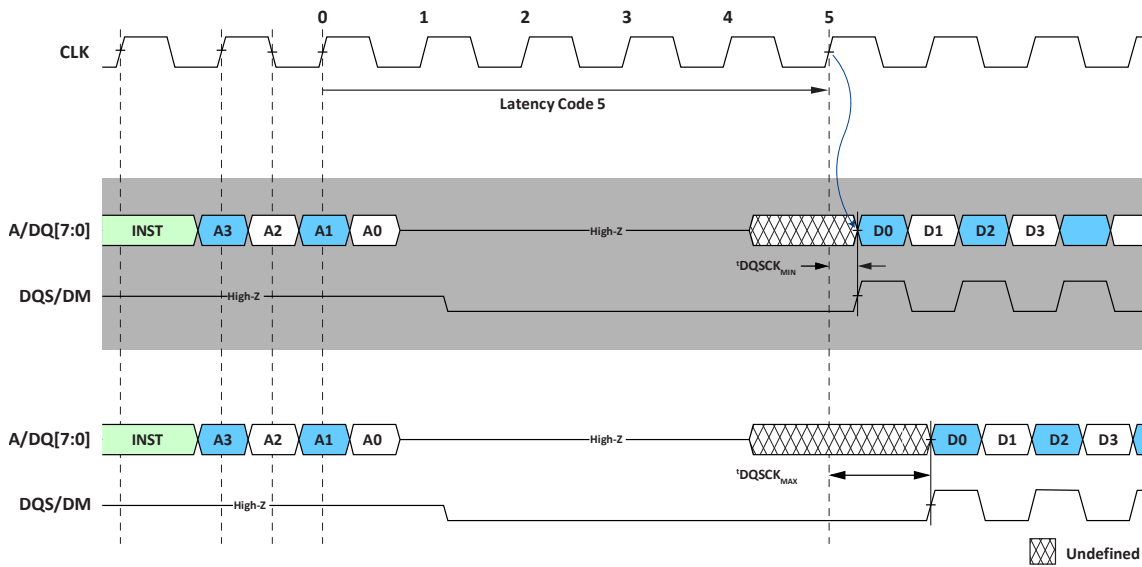 0 1 2 3 4 5
CLK
Latency Code 5
A/DQ[7:0] INST A3 A2 A1 A0 High-Z D0 D1 D2 D3
tDQSCKMIN
DQS/DM High-Z
A/DQ[7:0] INST A3 A2 A1 A0 High-Z D0 D1 D2 D3
tDQSCKMAX
DQS/DM High-Z
Undefined